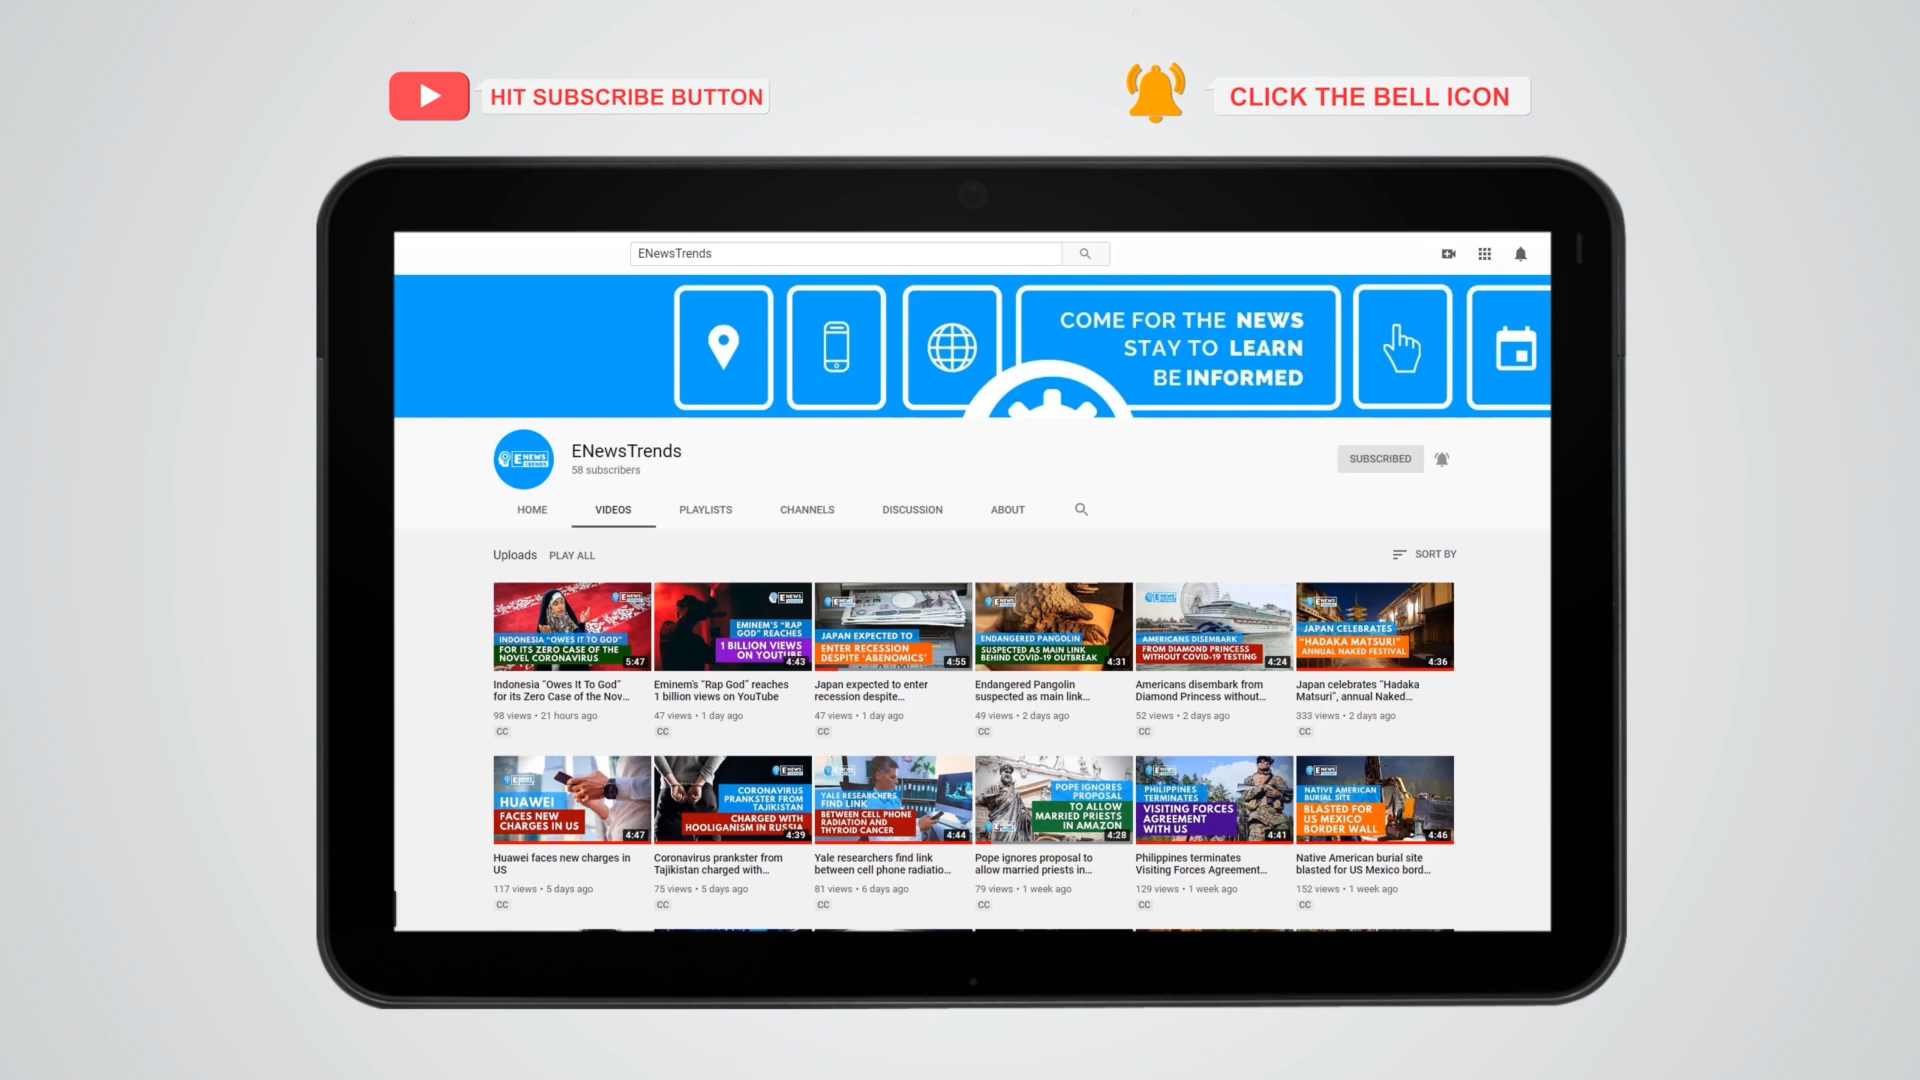 HIT SUBSCRIBE BUTTON
CLICK THE BELL ICON
ENewsTrends
COME FOR THE NEWS
STAY TO LEARN
BE INFORMED
E NEWS
TRENDS
ENewsTrends
58 subscribers
SUBSCRIBED
HOME VIDEOS PLAYLISTS CHANNELS DISCUSSION ABOUT
Uploads PLAY ALL
SORT BY
INDONESIA "OWES IT TO GOD"
FOR ITS ZERO CASE OF THE
NOVEL CORONAVIRUS
5:47
EMINEM'S "RAP
GOD" REACHES
1 BILLION VIEWS
ON YOUTUBE
4:43
JAPAN EXPECTED TO
ENTER RECESSION
DESPITE 'ABENOMICS'
4:55
ENDANGERED PANGOLIN
SUSPECTED AS MAIN LINK
BEHIND COVID-19 OUTBREAK
4:31
AMERICANS DISEMBARK
FROM DIAMOND PRINCESS
WITHOUT COVID-19 TESTING
4:24
JAPAN CELEBRATES
"HADAKA MATSURI"
ANNUAL NAKED FESTIVAL
4:36
Indonesia "Owes It To God"
for its Zero Case of the Nov...
98 views • 21 hours ago
CC
Eminem's "Rap God" reaches
1 billion views on YouTube
47 views • 1 day ago
CC
Japan expected to enter
recession despite...
47 views • 1 day ago
CC
Endangered Pangolin
suspected as main link...
49 views • 2 days ago
CC
Americans disembark from
Diamond Princess without...
52 views • 2 days ago
CC
Japan celebrates "Hadaka
Matsuri", annual Naked...
333 views • 2 days ago
CC
HUAWEI
FACES NEW
CHARGES IN US
4:47
CORONAVIRUS
PRANKSTER FROM
TAJIKISTAN
CHARGED WITH
HOOLIGANISM IN RUSSIA
4:39
YALE RESEARCHERS
FIND LINK
BETWEEN CELL PHONE
RADIATION AND
THYROID CANCER
4:44
POPE IGNORES
PROPOSAL
TO ALLOW
MARRIED PRIESTS
IN AMAZON
4:28
PHILIPPINES
TERMINATES
VISITING FORCES
AGREEMENT
WITH US
4:41
NATIVE AMERICAN
BURIAL SITE
BLASTED FOR
US MEXICO
BORDER WALL
4:46
Huawei faces new charges in
US
117 views • 5 days ago
CC
Coronavirus prankster from
Tajikistan charged with...
75 views • 5 days ago
CC
Yale researchers find link
between cell phone radiatio...
81 views • 6 days ago
CC
Pope ignores proposal to
allow married priests in...
79 views • 1 week ago
CC
Philippines terminates
Visiting Forces Agreement...
129 views • 1 week ago
CC
Native American burial site
blasted for US Mexico bord...
152 views • 1 week ago
CC